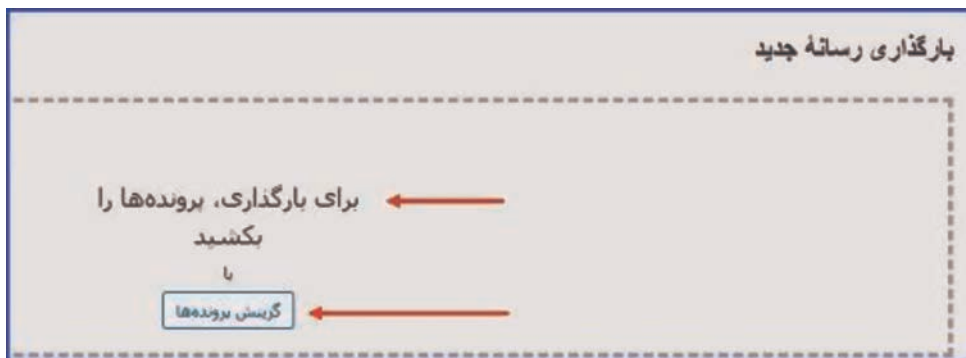 بارگذاری رسانهٔ جدید
برای بارگذاری، پرونده‌ها را
بکشید
یا
گزینش پرونده‌ها